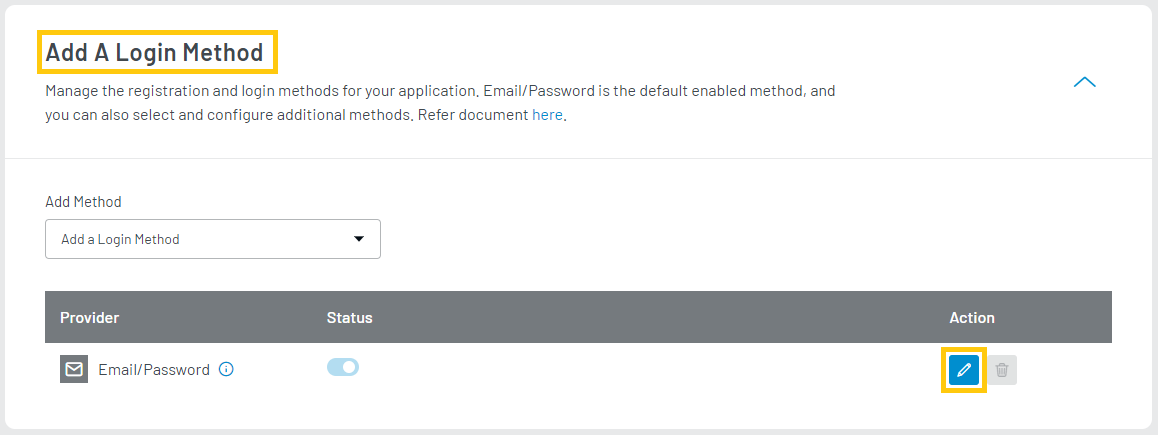 Add A Login Method
Manage the registration and login methods for your application. Email/Password is the default enabled method, and
you can also select and configure additional methods. Refer document here.
Add Method
Add a Login Method
Provider Status Action
Email/Password